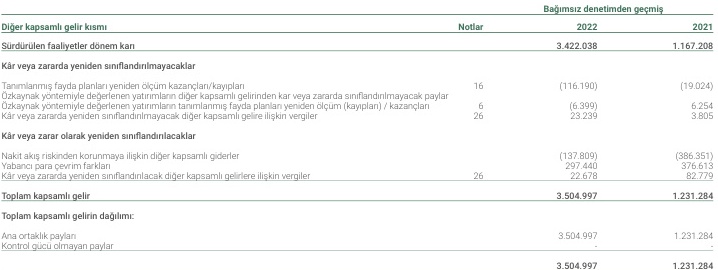 Bağımsız denetimden geçmiş
Diğer kapsamlı gelir kısmı Notlar 2022 2021
Sürdürülen faaliyetler dönem karı 3.422.038 1.167.208
Kâr veya zararda yeniden sınıflandırılmayacaklar
Tanımlanmış fayda planları yeniden ölçüm kazançları/kayıpları 16 (116.190) (19.024)
Özkaynak yöntemiyle değerlenen yatırımların diğer kapsamlı gelirinden kar veya zararda sınıflandırılmayacak paylar
Özkaynak yöntemiyle değerlenen yatırımların tanımlanmış fayda planları yeniden ölçüm (kayıpları) / kazançları 6 (6.399) 6.254
Kâr veya zararda yeniden sınıflandırılmayacak diğer kapsamlı gelire ilişkin vergiler 26 23.239 3.805
Kâr veya zarar olarak yeniden sınıflandırılacaklar
Nakit akış riskinden korunmaya ilişkin diğer kapsamlı giderler (137.809) (386.351)
Yabancı para çevrim farkları 297.440 376.613
Kâr veya zararda yeniden sınıflandırılacak diğer kapsamlı gelirlere ilişkin vergiler 26 22.678 82.779
Toplam kapsamlı gelir 3.504.997 1.231.284
Toplam kapsamlı gelirin dağılımı:
Ana ortaklık payları 3.504.997 1.231.284
Kontrol gücü olmayan paylar - -
3.504.997 1.231.284